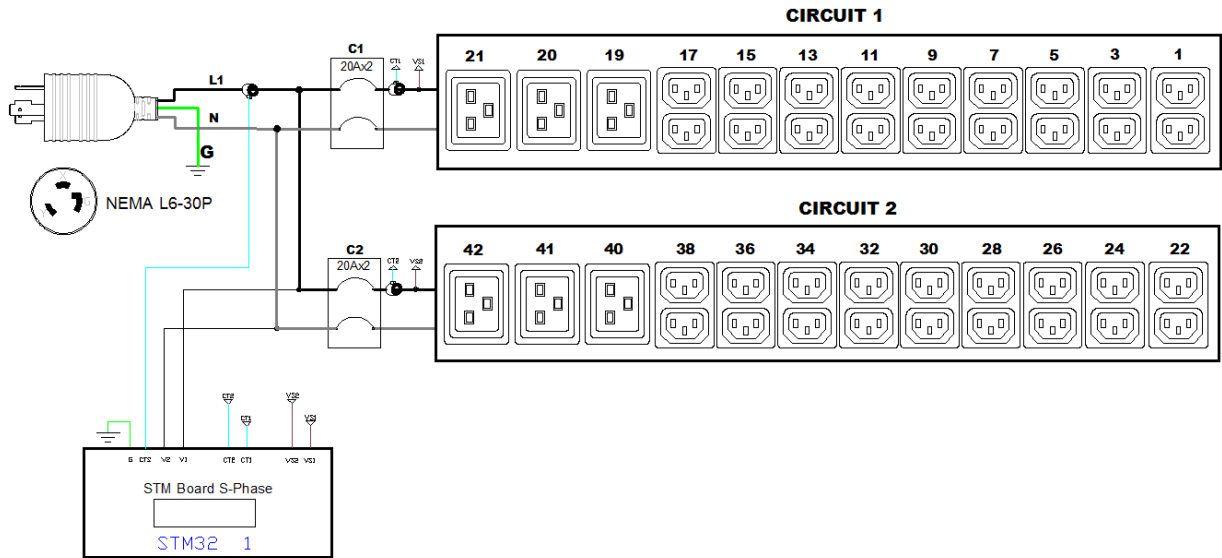 CIRCUIT 1
C1
20Ax2
CT1
VS1
21 20 19 17 15 13 11 9 7 5 3 1
L1
N
G
X
Y
G
NEMA L6-30P
CIRCUIT 2
C2
20Ax2
CT2
VS2
42 41 40 38 36 34 32 30 28 26 24 22
CT2
CT1
VS2
VS1
G V2 V1 CT2 CT1 VS2 VS1
STM Board S-Phase
STM32 1